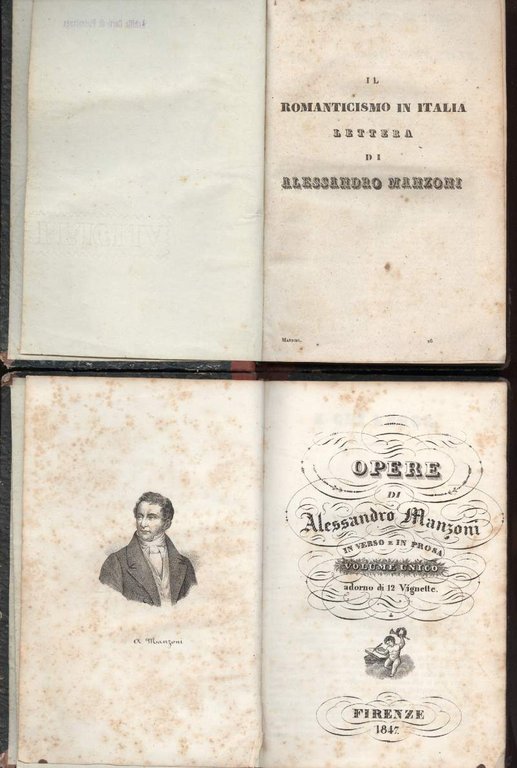 IL
ROMANTICISMO IN ITALIA
LETTERA
DI
ALESSANDRO MANZONI
16
A Manzoni
OPERE
DI
Alessandro Manzoni
IN VERSO E IN PROSA
VOLUME UNICO
adorno di 12 Vignette.
FIRENZE
1847.